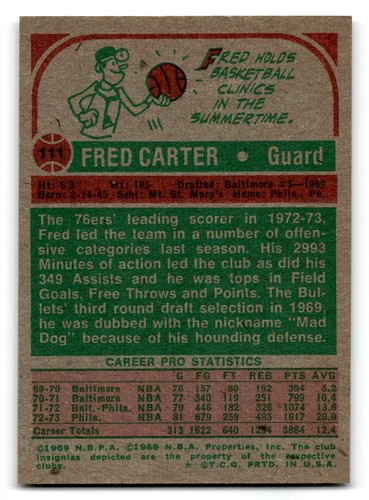 FRED HOLDS
BASKETBALL
CLINICS
IN THE
SUMMERTIME.
111 FRED CARTER • Guard
Ht: 6'3" Wt: 185 Drafted: Baltimore #3-1969
Born: 2-14-45 Schl: Mt. St. Mary's Home: Phila., Pa.
The 76ers' leading scorer in 1972-73,
Fred led the team in a number of offen-
sive categories last season. His 2993
Minutes of action led the club as did his
349 Assists and he was tops in Field
Goals, Free Throws and Points. The Bul-
lets' third round draft selection in 1969,
he was dubbed with the nickname "Mad
Dog" because of his hounding defense.
CAREER PRO STATISTICS
G FG FT REB PTS AVG
69-70 Baltimore NBA 76 157 80 192 394 5.2
70-71 Baltimore NBA 77 340 119 251 799 10.4
71-72 Balt.-Phila. NBA 79 446 182 326 1074 13.6
72-73 Phila. NBA 81 679 259 485 1617 20.0
Career Totals 313 1622 640 1254 3884 12.4
©1969 N.B.P.A. ©1969 N.B.A. Properties, Inc. The club
insignias depicted are the property of the
respective clubs. * ©T.C.G. PRTD. IN U.S.A.